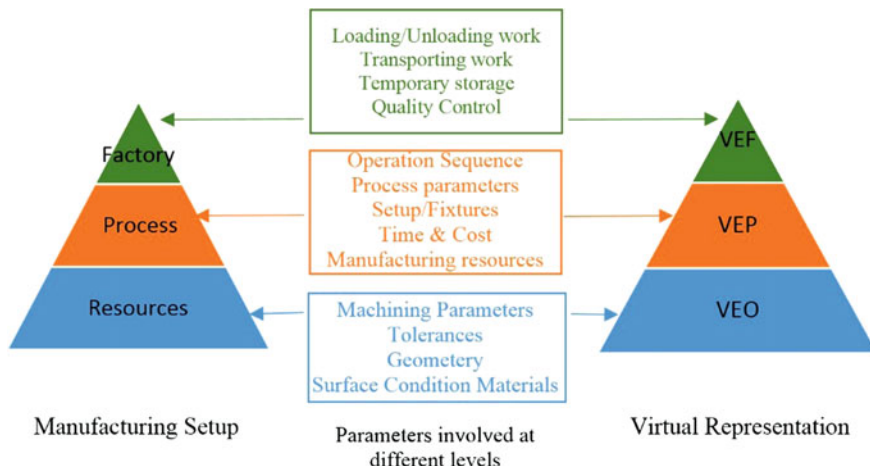 Loading/Unloading work
Transporting work
Temporary storage
Quality Control
Factory
VEF
Operation Sequence
Process parameters
Setup/Fixtures
Time & Cost
Manufacturing resources
Process
VEP
Machining Parameters
Tolerances
Geometery
Surface Condition Materials
Resources
VEO
Manufacturing Setup
Parameters involved at
different levels
Virtual Representation